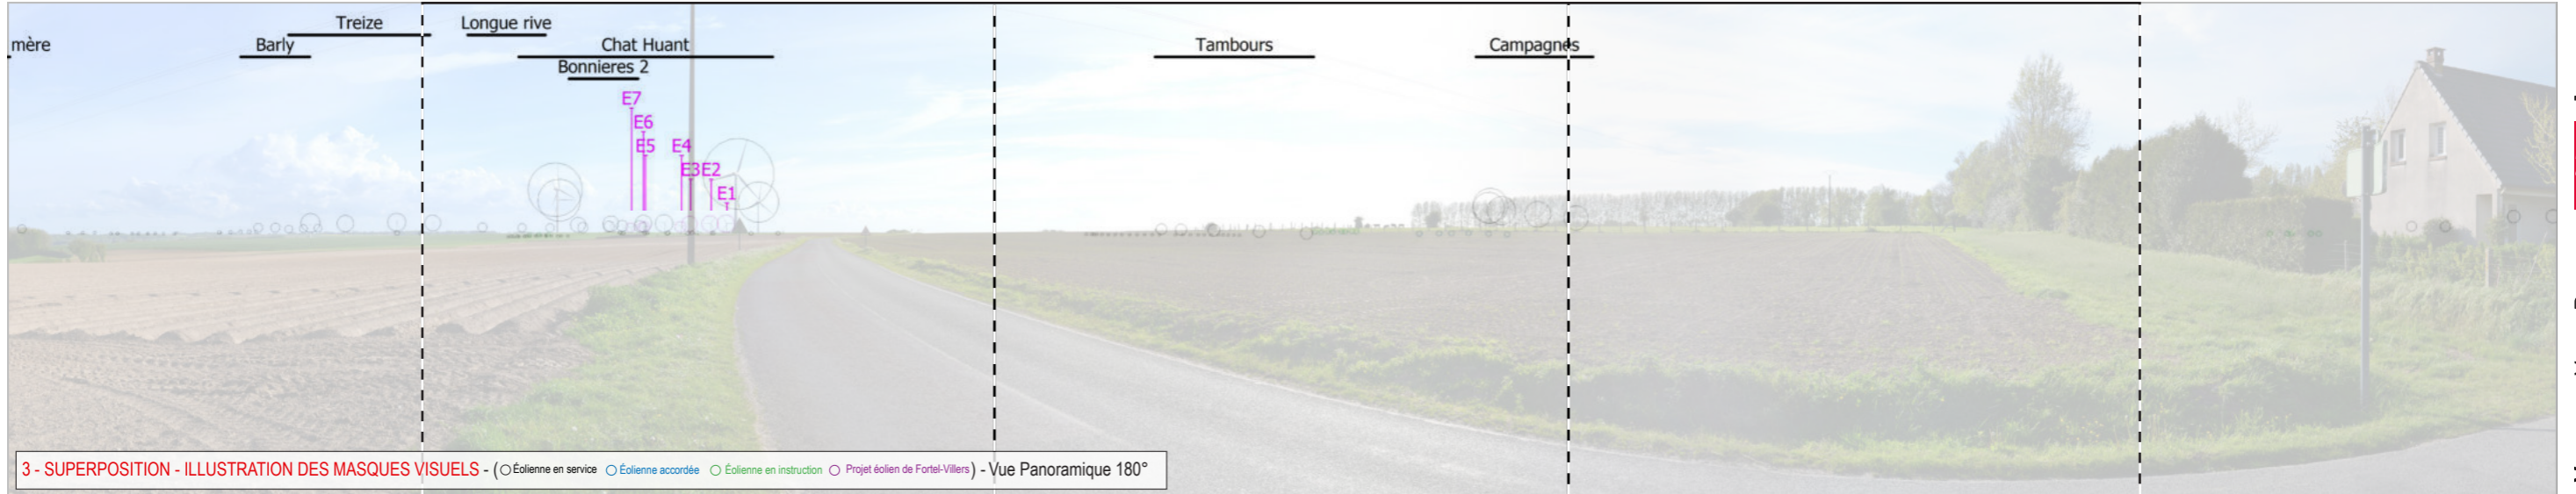 Treize
Longue rive
mère
Barly
Chat Huant
Tambours
Campagnes
Bonnieres 2
E7
E6
E5
E4
E3
E2
E1
3 - SUPERPOSITION - ILLUSTRATION DES MASQUES VISUELS - (○ Éolienne en service ○ Éolienne accordée ○ Éolienne en instruction ○ Projet éolien de Fortel-Villers) - Vue Panoramique 180°